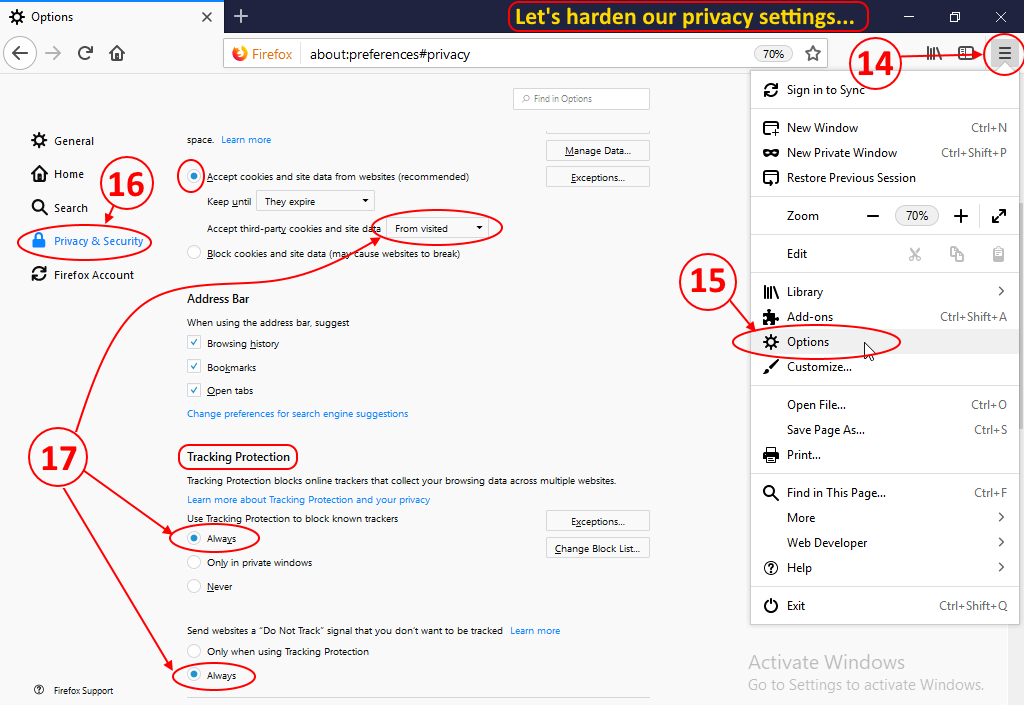 Options
Let's harden our privacy settings...
Firefox
about:preferences#privacy
70%
14
Find in Options
General
Home
Search
Privacy & Security
Firefox Account
16
space. Learn more
Manage Data...
Accept cookies and site data from websites (recommended)
Exceptions...
Keep until They expire
Accept third-party cookies and site data From visited
Block cookies and site data (may cause websites to break)
Address Bar
When using the address bar, suggest
Browsing history
Bookmarks
Open tabs
Change preferences for search engine suggestions
17
Tracking Protection
Tracking Protection blocks online trackers that collect your browsing data across multiple websites.
Learn more about Tracking Protection and your privacy
Use Tracking Protection to block known trackers
Exceptions...
Always
Change Block List...
Only in private windows
Never
Send websites a “Do Not Track” signal that you don’t want to be tracked Learn more
Only when using Tracking Protection
Always
Firefox Support
Sign in to Sync
New Window Ctrl+N
New Private Window Ctrl+Shift+P
Restore Previous Session
Zoom 70%
Edit
15
Library
Add-ons Ctrl+Shift+A
Options
Customize...
Open File... Ctrl+O
Save Page As... Ctrl+S
Print...
Find in This Page... Ctrl+F
More
Web Developer
Help
Exit Ctrl+Shift+Q
Activate Windows
Go to Settings to activate Windows.